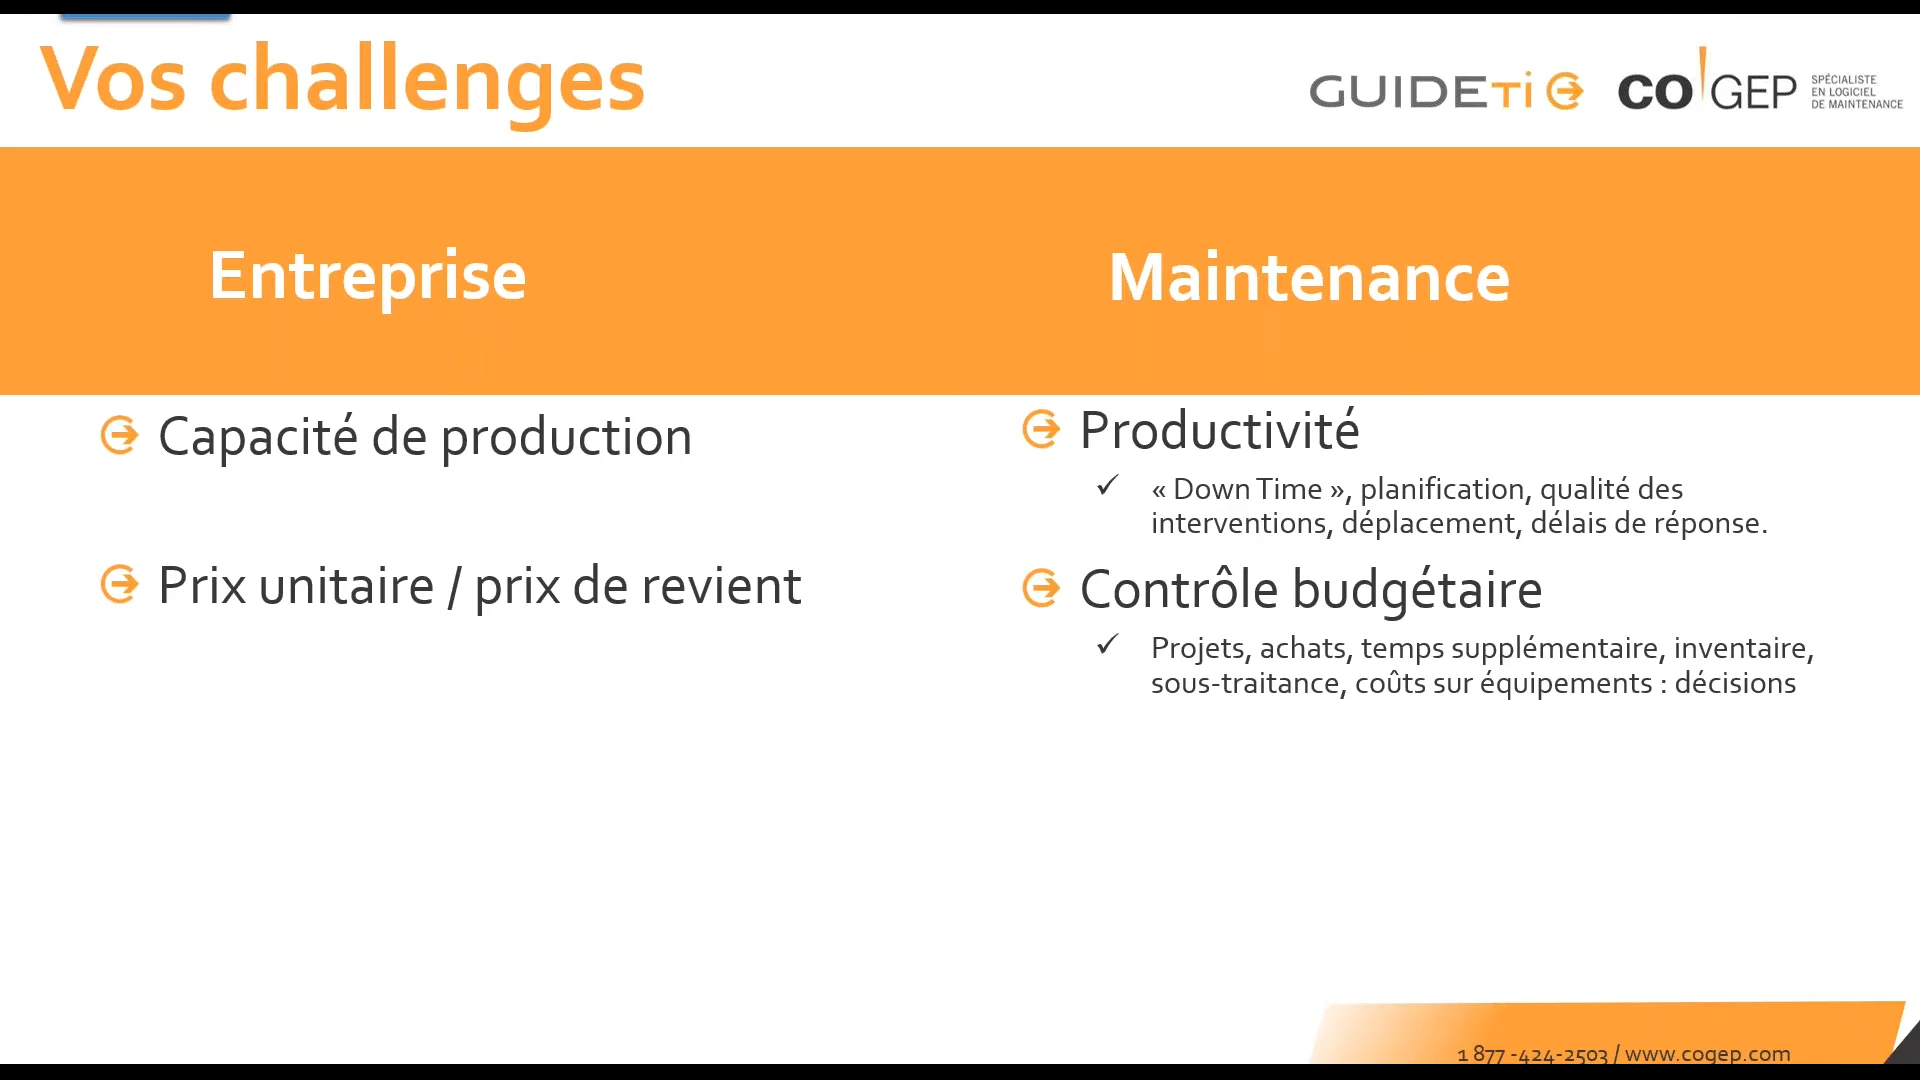 Vos challenges
GUIDETI
CO GEP
SPÉCIALISTE
EN LOGICIEL
DE MAINTENANCE
Entreprise
Capacité de production
Prix unitaire / prix de revient
Maintenance
Productivité
« Down Time », planification, qualité des
interventions, déplacement, délais de réponse.
Contrôle budgétaire
Projets, achats, temps supplémentaire, inventaire,
sous-traitance, coûts sur équipements : décisions
1 877 -424-2503 / www.cogep.com